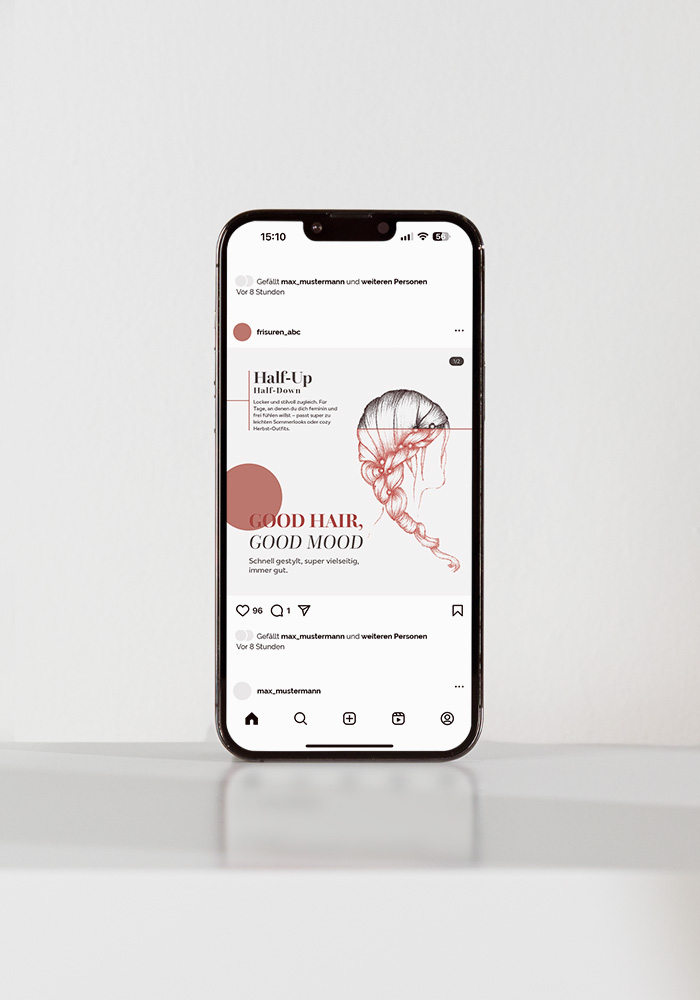 15:10
56
Gefällt max_mustermann und weiteren Personen
Vor 8 Stunden
frisuren_abc
1/2
Half-Up
Half-Down
Locker und stilvoll zugleich. Für
Tage, an denen du dich feminin und
frei fühlen willst – passt super zu
leichten Sommerlooks oder cozy
Herbst-Outfits.
GOOD HAIR,
GOOD MOOD
Schnell gestylt, super vielseitig,
immer gut.
96 1
Gefällt max_mustermann und weiteren Personen
Vor 8 Stunden
max_mustermann